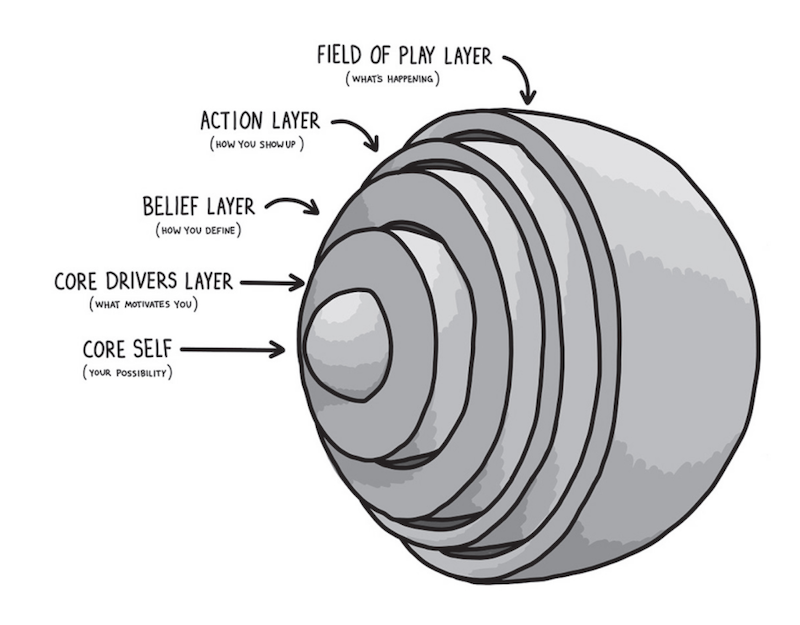 FIELD OF PLAY LAYER
(WHAT'S HAPPENING)
ACTION LAYER
(HOW YOU SHOW UP)
BELIEF LAYER
(HOW YOU DEFINE)
CORE DRIVERS LAYER
(WHAT MOTIVATES YOU)
CORE SELF
(YOUR POSSIBILITY)